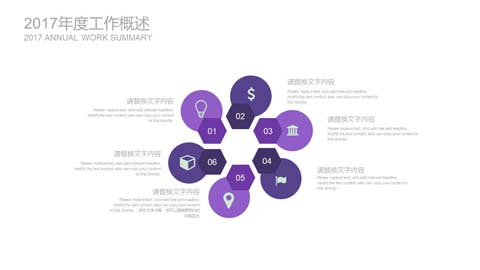 2017年度工作概述
2017 ANNUAL WORK SUMMARY
请替换文字内容
Please replace text, click add relevant headline,
modify the text content, also can copy your content
to this directly.
01
$
02
请替换文字内容
Please replace text, click add relevant headline,
modify the text content, also can copy your content to
this directly.
03
请替换文字内容
Please replace text, click add relevant headline,
modify the text content, also can copy your content to
this directly.
请替换文字内容
Please replace text, click add relevant headline,
modify the text content, also can copy your content to
this directly.
06
04
请替换文字内容
Please replace text, click add relevant headline,
modify the text content, also can copy your content to
this directly.
05
请替换文字内容
Please replace text, click add relevant headline,
modify the text content, also can copy your content
to this directly.